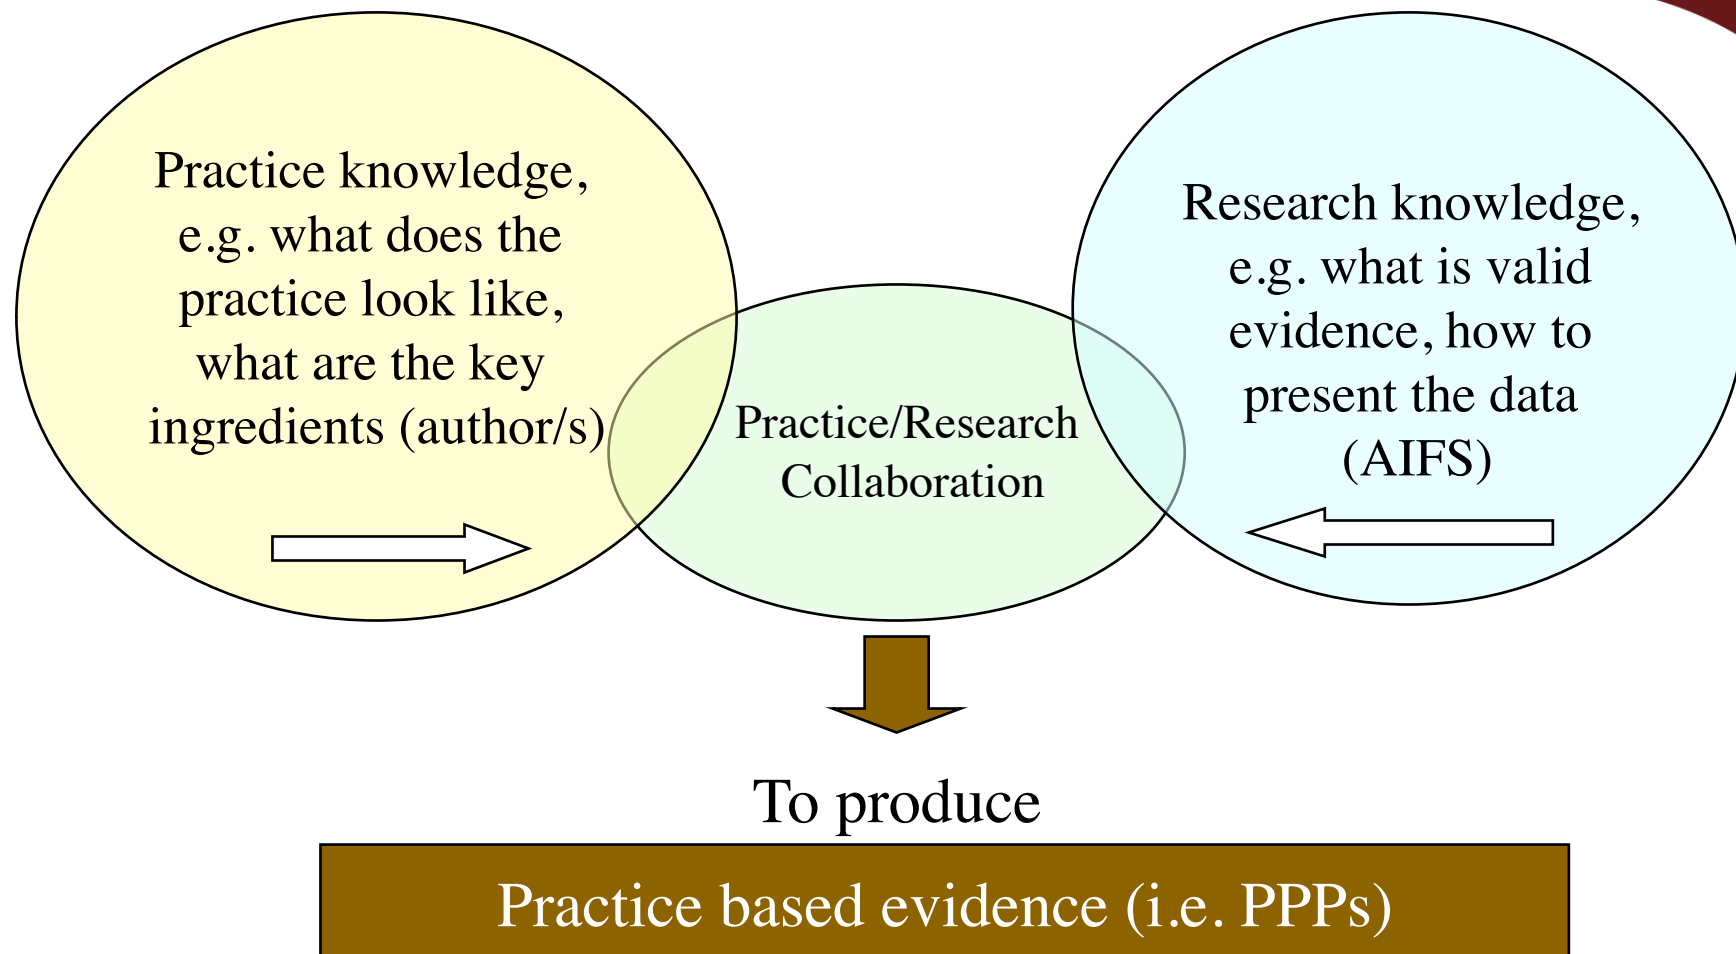 Practice knowledge,
e.g. what does the
practice look like,
what are the key
ingredients (author/s)
Practice/Research
Collaboration
Research knowledge,
e.g. what is valid
evidence, how to
present the data
(AIFS)
To produce
Practice based evidence (i.e. PPPs)